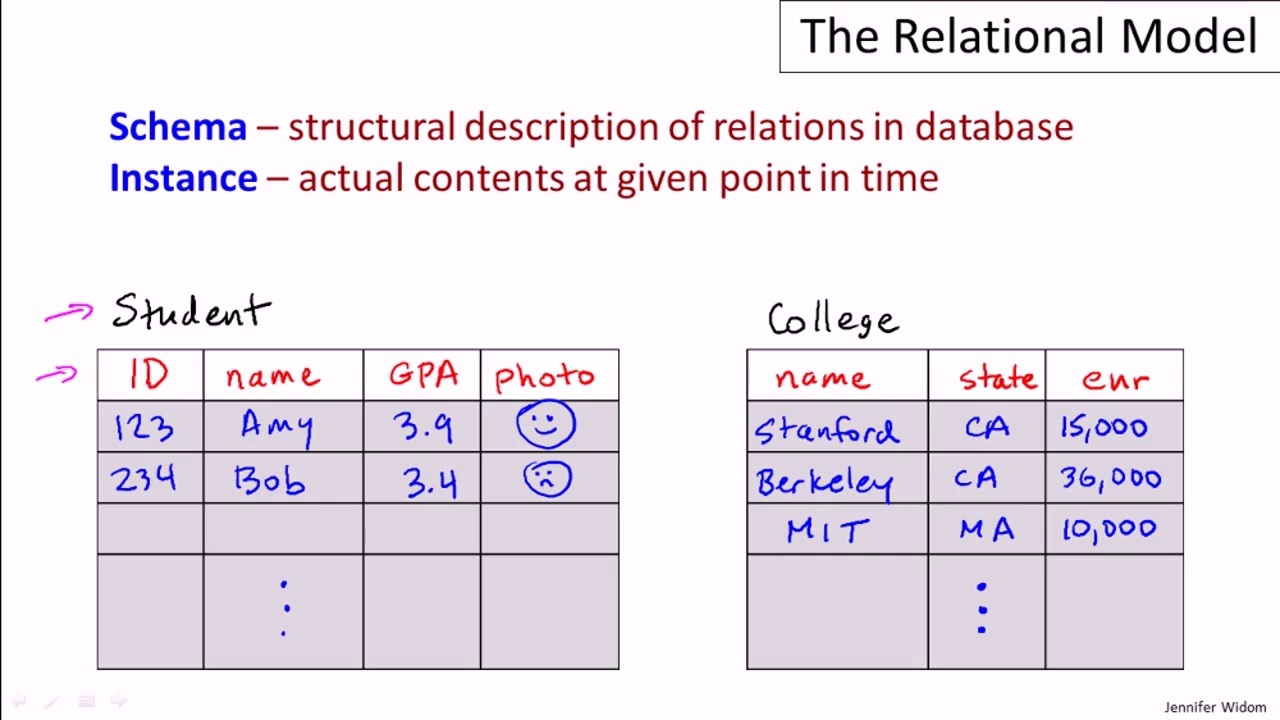 The Relational Model
Schema – structural description of relations in database
Instance – actual contents at given point in time
Student
ID name GPA photo
123 Amy 3.9
234 Bob 3.4
College
name state enr
Stanford CA 15,000
Berkeley CA 36,000
MIT MA 10,000
Jennifer Widom